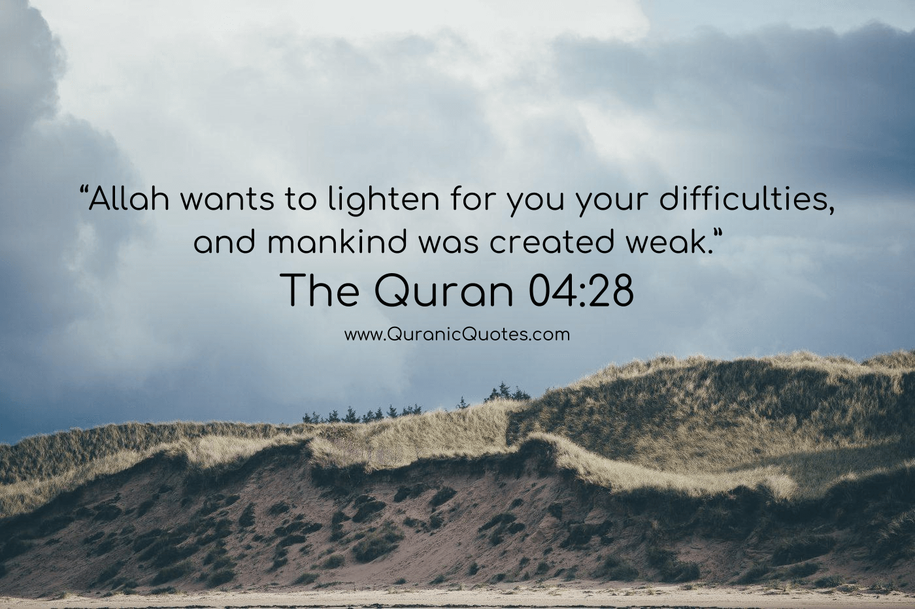 “Allah wants to lighten for you your difficulties,
and mankind was created weak.”
The Quran 04:28
www.QuranicQuotes.com